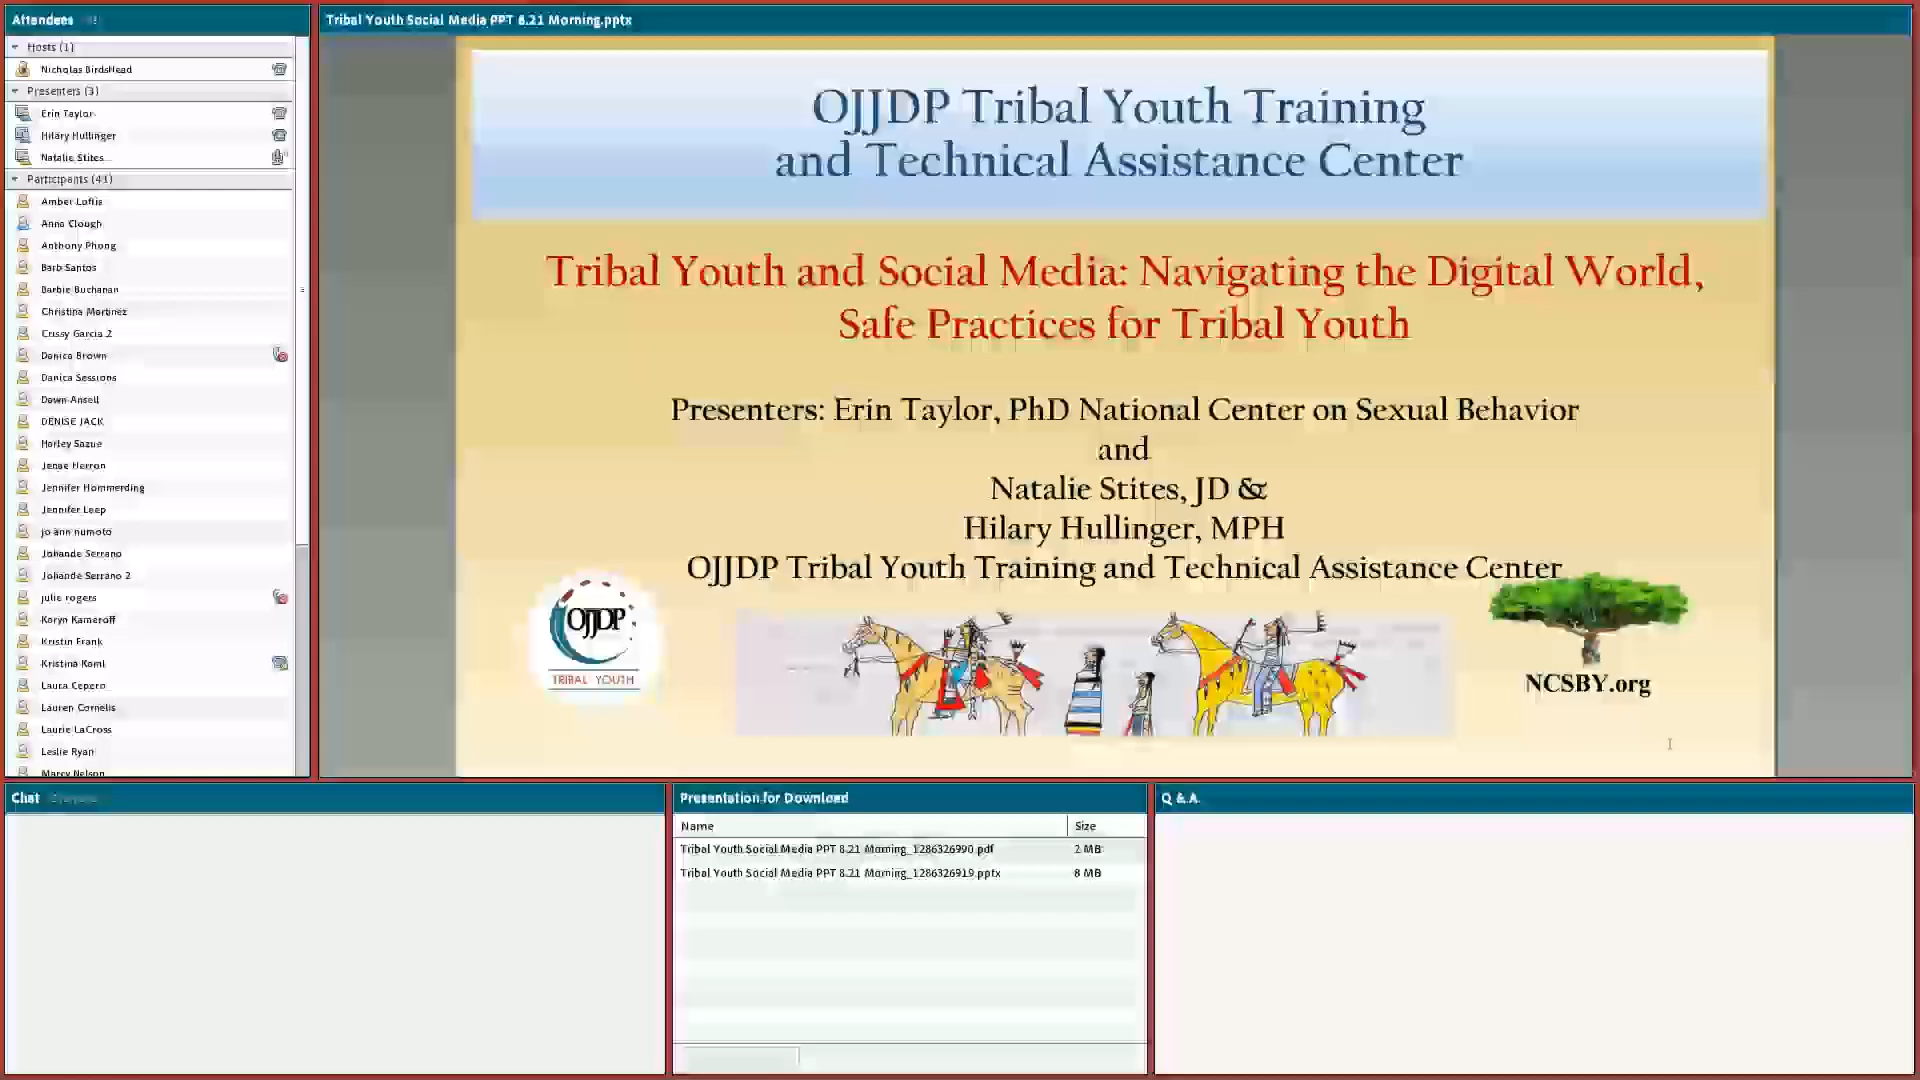 Attendees
Hosts (1)
Nicholas BirdsHead
Presenters (3)
Erin Taylor
Hilary Hullinger
Natalie Stites...
Participants (41)
Amber Loftis
Anna Clough
Anthony Phong
Barb Santos
Barbie Buchanan
Christina Martinez
Crissy Garcia 2
Danica Brown
Danica Sessions
Dawn Ansell
DENISE JACK
Harley Sazue
Jenae Herron
Jennifer Hommerding
Jennifer Leep
jo ann numoto
Johande Serrano
Johande Serrano 2
julie rogers
Koryn Kameroff
Kristin Frank
Kristina Koml
Laura Cepero
Lauren Cornelis
Laurie LaCross
Leslie Ryan
Marcy Nelson
Tribal Youth Social Media PPT 8.21 Morning.pptx
OJJDP Tribal Youth Training
and Technical Assistance Center
Tribal Youth and Social Media: Navigating the Digital World,
Safe Practices for Tribal Youth
Presenters: Erin Taylor, PhD National Center on Sexual Behavior
and
Natalie Stites, JD &
Hilary Hullinger, MPH
OJJDP Tribal Youth Training and Technical Assistance Center
OJJDP
TRIBAL YOUTH
NCSBY.org
Chat
Presentation for Download
Name Size
Tribal Youth Social Media PPT 8.21 Morning_1286326990.pdf 2 MB
Tribal Youth Social Media PPT 8.21 Morning_1286326919.pptx 8 MB
Q & A